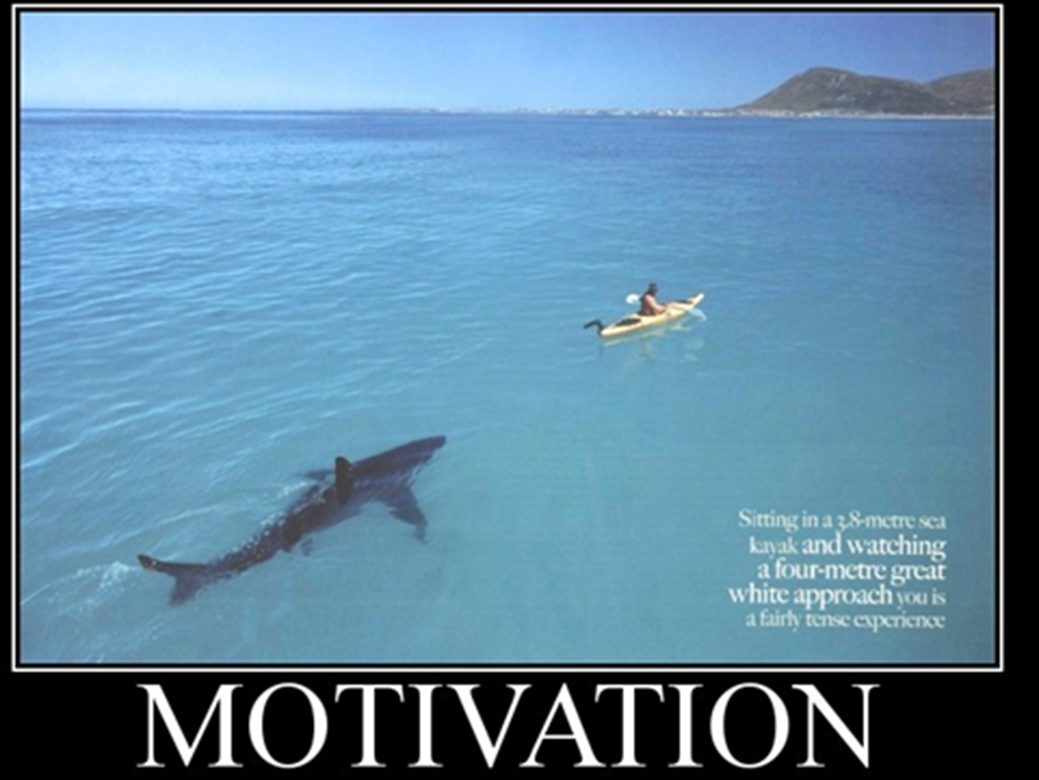 Sitting in a 3.8-metre sea
kayak and watching
a four-metre great
white approach you is
a fairly tense experience
MOTIVATION